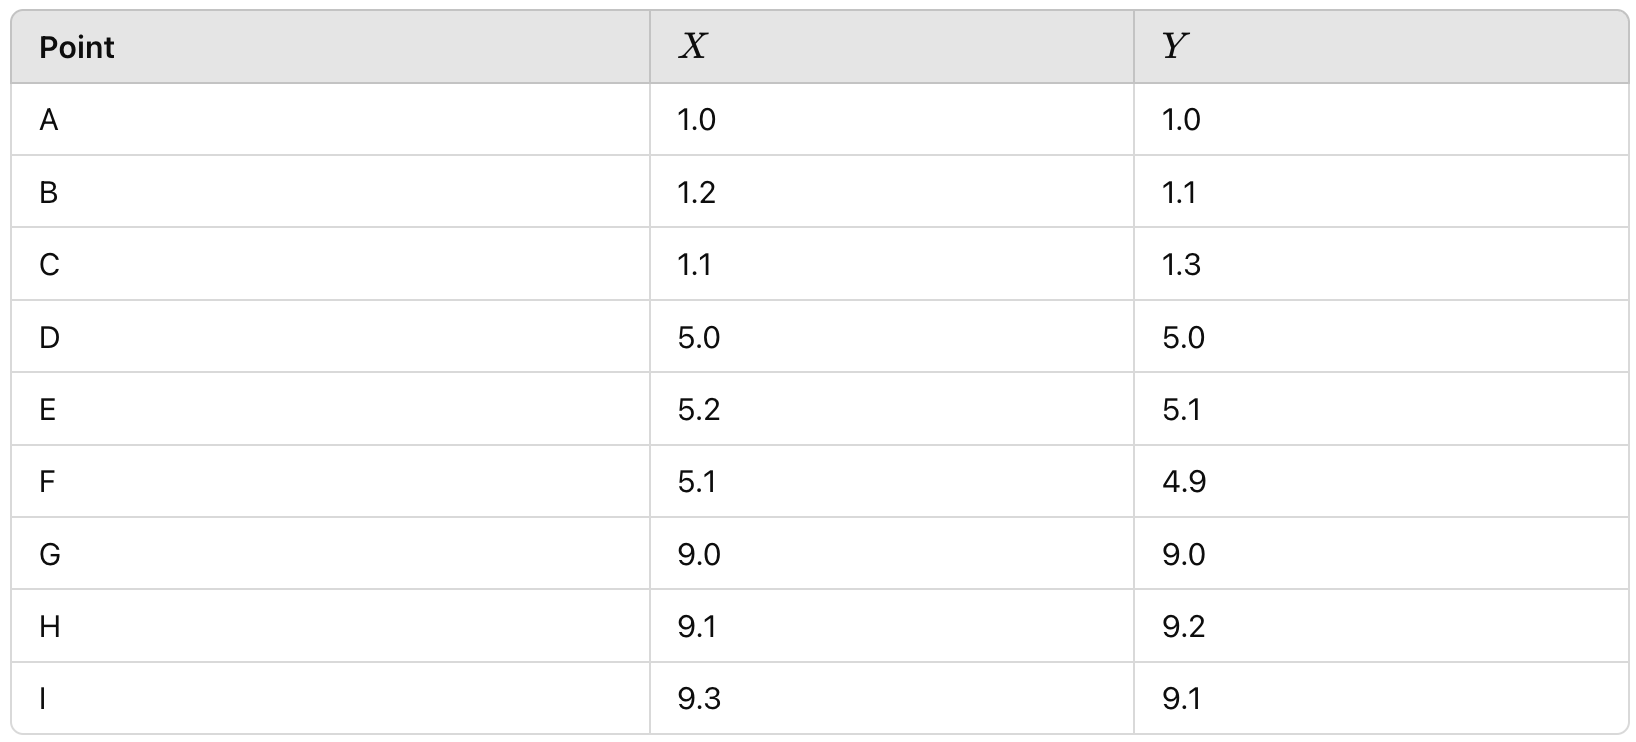 Point X Y
A 1.0 1.0
B 1.2 1.1
C 1.1 1.3
D 5.0 5.0
E 5.2 5.1
F 5.1 4.9
G 9.0 9.0
H 9.1 9.2
I 9.3 9.1